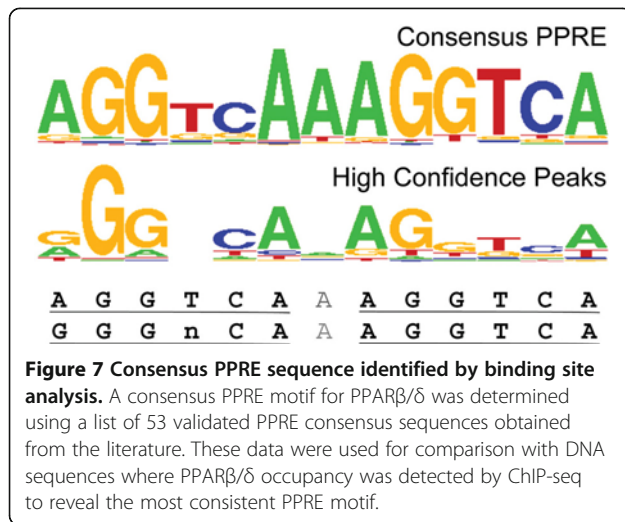 Consensus PPRE
AGGTCAAAGGTCA
High Confidence Peaks
GGG CA AGGTCA
A G G T C A A A G G T C A
G G G n C A A A G G T C A
Figure 7 Consensus PPRE sequence identified by binding site
analysis. A consensus PPRE motif for PPARβ/δ was determined
using a list of 53 validated PPRE consensus sequences obtained
from the literature. These data were used for comparison with DNA
sequences where PPARβ/δ occupancy was detected by ChIP-seq
to reveal the most consistent PPRE motif.